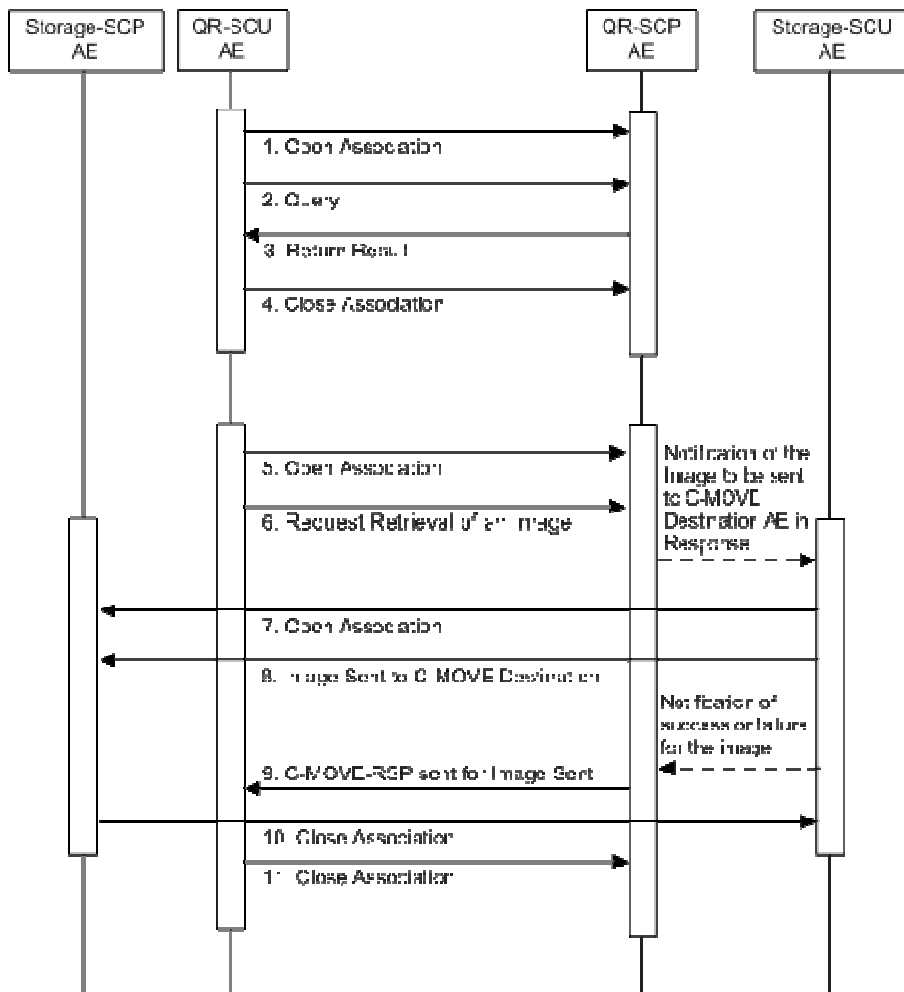 Storage-SCP
AE
QR-SCU
AE
QR-SCP
AE
Storage-SCU
AE
1. Open Association
2. Query
3. Return Result
4. Close Association
5. Open Association
6. Request Retrieval of an Image
Notification of the
Image to be sent
to C-MOVE
Destination AE in
Response
7. Open Association
8. Image Sent to C-MOVE Destination
Notification of
success or failure
for the image
9. C-MOVE-RSP sent for Image Sent
10. Close Association
11. Close Association